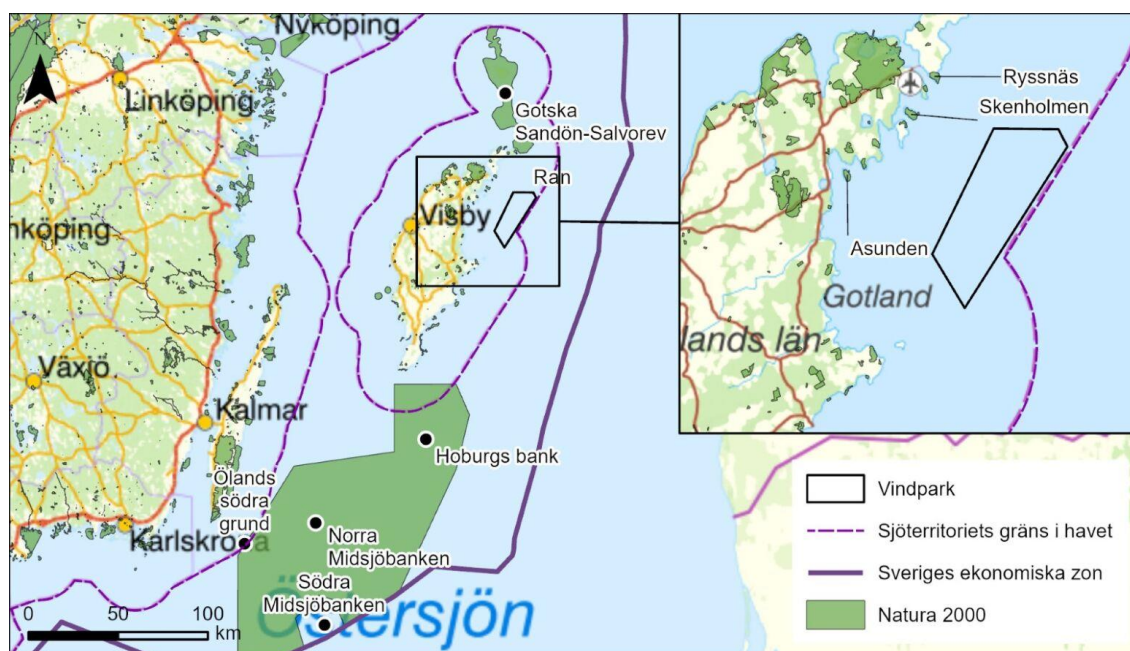 Nyköping
N
Linköping
Gotska
Sandön-Salvorev
Ran
Visby
nköping
Växjö
Kalmar
Hoburgs bank
Ölands
södra
grund
Karlskrona
Norra
Midsjöbanken
Södra
Midsjöbanken
Östersjön
0 50 100
km
Ryssnäs
Skenholmen
Asunden
Gotland
lands län
Vindpark
Sjöterritoriets gräns i havet
Sveriges ekonomiska zon
Natura 2000